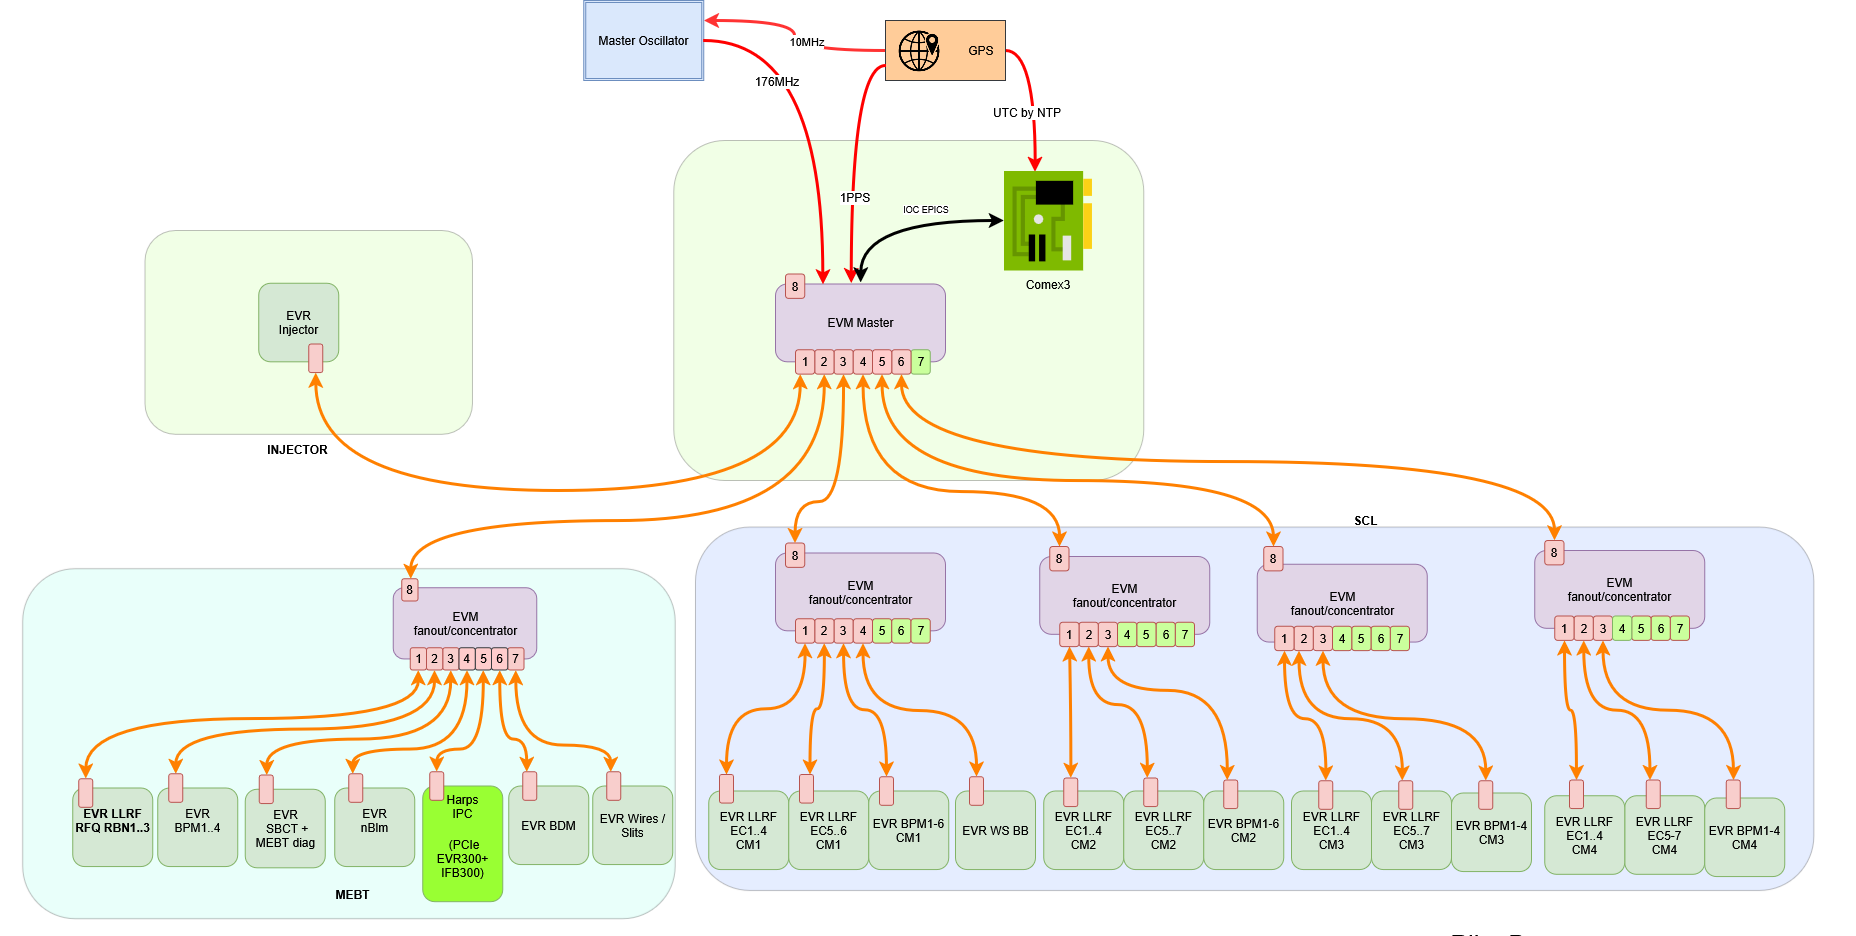 Master Oscillator
10MHz
GPS
176MHz
UTC by NTP
1PPS
IOC EPICS
Comex3
8
EVM Master
1 2 3 4 5 6 7
EVR
Injector
INJECTOR
SCL
8
EVM
fanout/concentrator
1 2 3 4 5 6 7
8
EVM
fanout/concentrator
1 2 3 4 5 6 7
8
EVM
fanout/concentrator
1 2 3 4 5 6 7
8
EVM
fanout/concentrator
1 2 3 4 5 6 7
8
EVM
fanout/concentrator
1 2 3 4 5 6 7
EVR LLRF
RFQ RBN1..3
EVR
BPM1..4
EVR
SBCT +
MEBT diag
EVR
nBlm
Harps
IPC
(PCIe
EVR300+
IFB300)
EVR BDM
EVR Wires /
Slits
MEBT
EVR LLRF
EC1..4
CM1
EVR LLRF
EC5..6
CM1
EVR BPM1-6
CM1
EVR WS BB
EVR LLRF
EC1..4
CM2
EVR LLRF
EC5..7
CM2
EVR BPM1-6
CM2
EVR LLRF
EC1..4
CM3
EVR LLRF
EC5..7
CM3
EVR BPM1-4
CM3
EVR LLRF
EC1..4
CM4
EVR LLRF
EC5-7
CM4
EVR BPM1-4
CM4